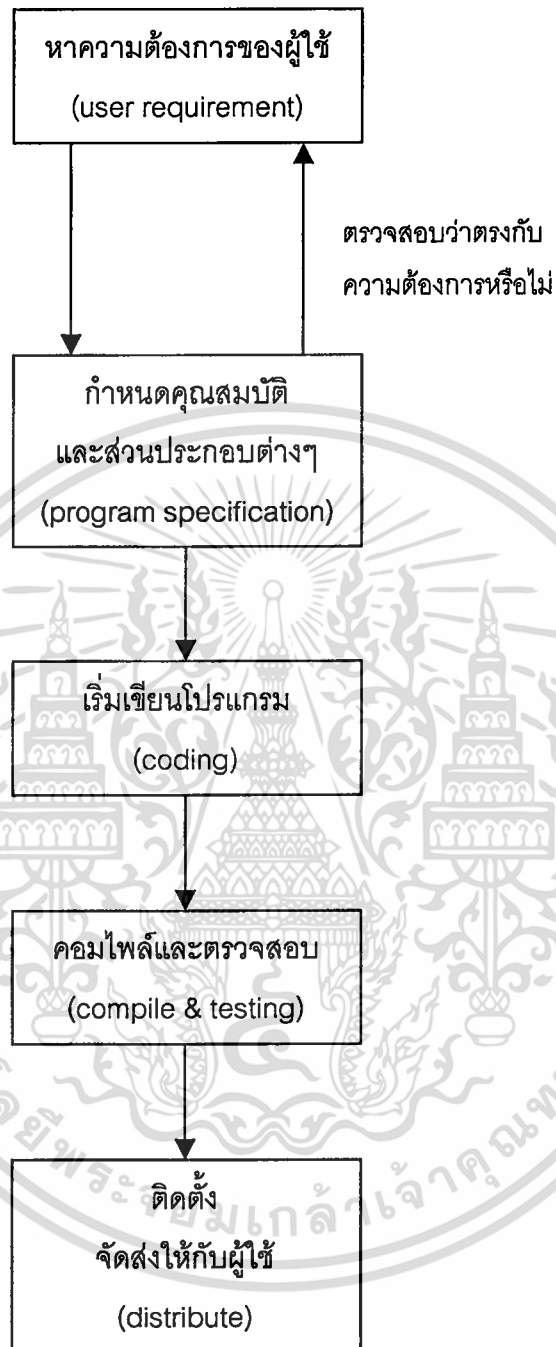 หาความต้องการของผู้ใช้
(user requirement)
ตรวจสอบว่าตรงกับ
ความต้องการหรือไม่
กำหนดคุณสมบัติ
และส่วนประกอบต่างๆ
(program specification)
เริ่มเขียนโปรแกรม
(coding)
คอมไพล์และตรวจสอบ
(compile & testing)
ติดตั้ง
จัดส่งให้กับผู้ใช้
(distribute)